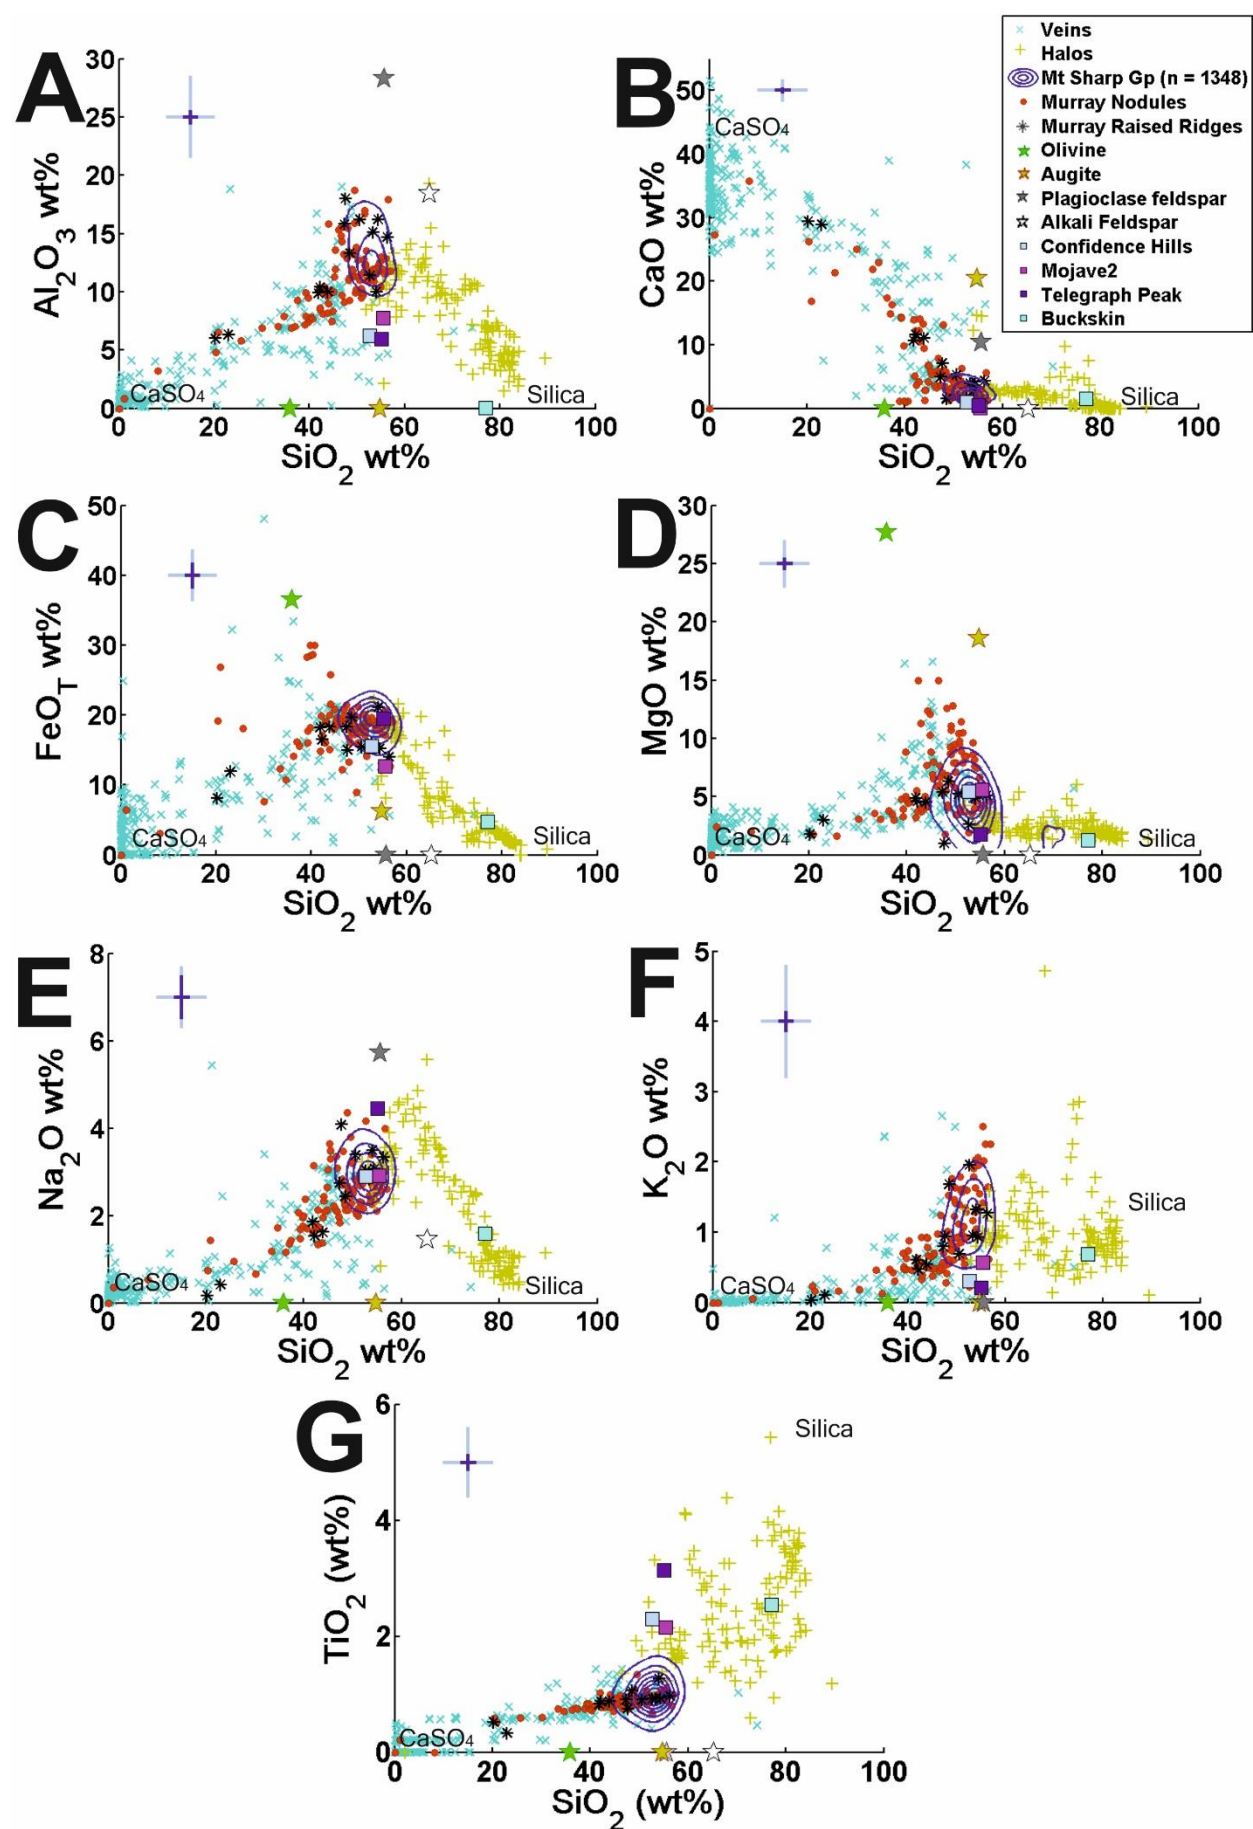 A
Al2O3 wt%
30
25
20
15
10
5
0
CaSO4
Silica
0 20 40 60 80 100
SiO2 wt%
B
CaO wt%
50
40
30
20
10
0
CaSO4
Silica
0 20 40 60 80 100
SiO2 wt%
Veins
Halos
Mt Sharp Gp (n = 1348)
Murray Nodules
Murray Raised Ridges
Olivine
Augite
Plagioclase feldspar
Alkali Feldspar
Confidence Hills
Mojave2
Telegraph Peak
Buckskin
C
FeOT wt%
50
40
30
20
10
0
CaSO4
Silica
0 20 40 60 80 100
SiO2 wt%
D
MgO wt%
30
25
20
15
10
5
0
CaSO4
Silica
0 20 40 60 80 100
SiO2 wt%
E
Na2O wt%
8
6
4
2
0
CaSO4
Silica
0 20 40 60 80 100
SiO2 wt%
F
K2O wt%
5
4
3
2
1
0
CaSO4
Silica
0 20 40 60 80 100
SiO2 wt%
G
TiO2 (wt%)
6
4
2
0
CaSO4
Silica
0 20 40 60 80 100
SiO2 (wt%)